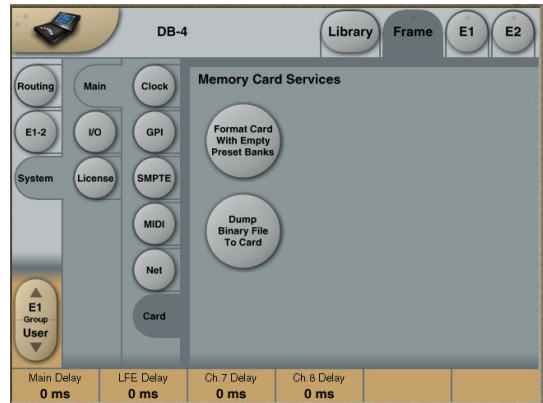 DB-4
Library
Frame
E1
E2
Routing
Main
Clock
Memory Card Services
E1-2
I/O
GPI
Format Card
With Empty
Preset Banks
System
License
SMPTE
MIDI
Dump
Binary File
To Card
Net
Card
E1
Group
User
Main Delay
0 ms
LFE Delay
0 ms
Ch.7 Delay
0 ms
Ch.8 Delay
0 ms